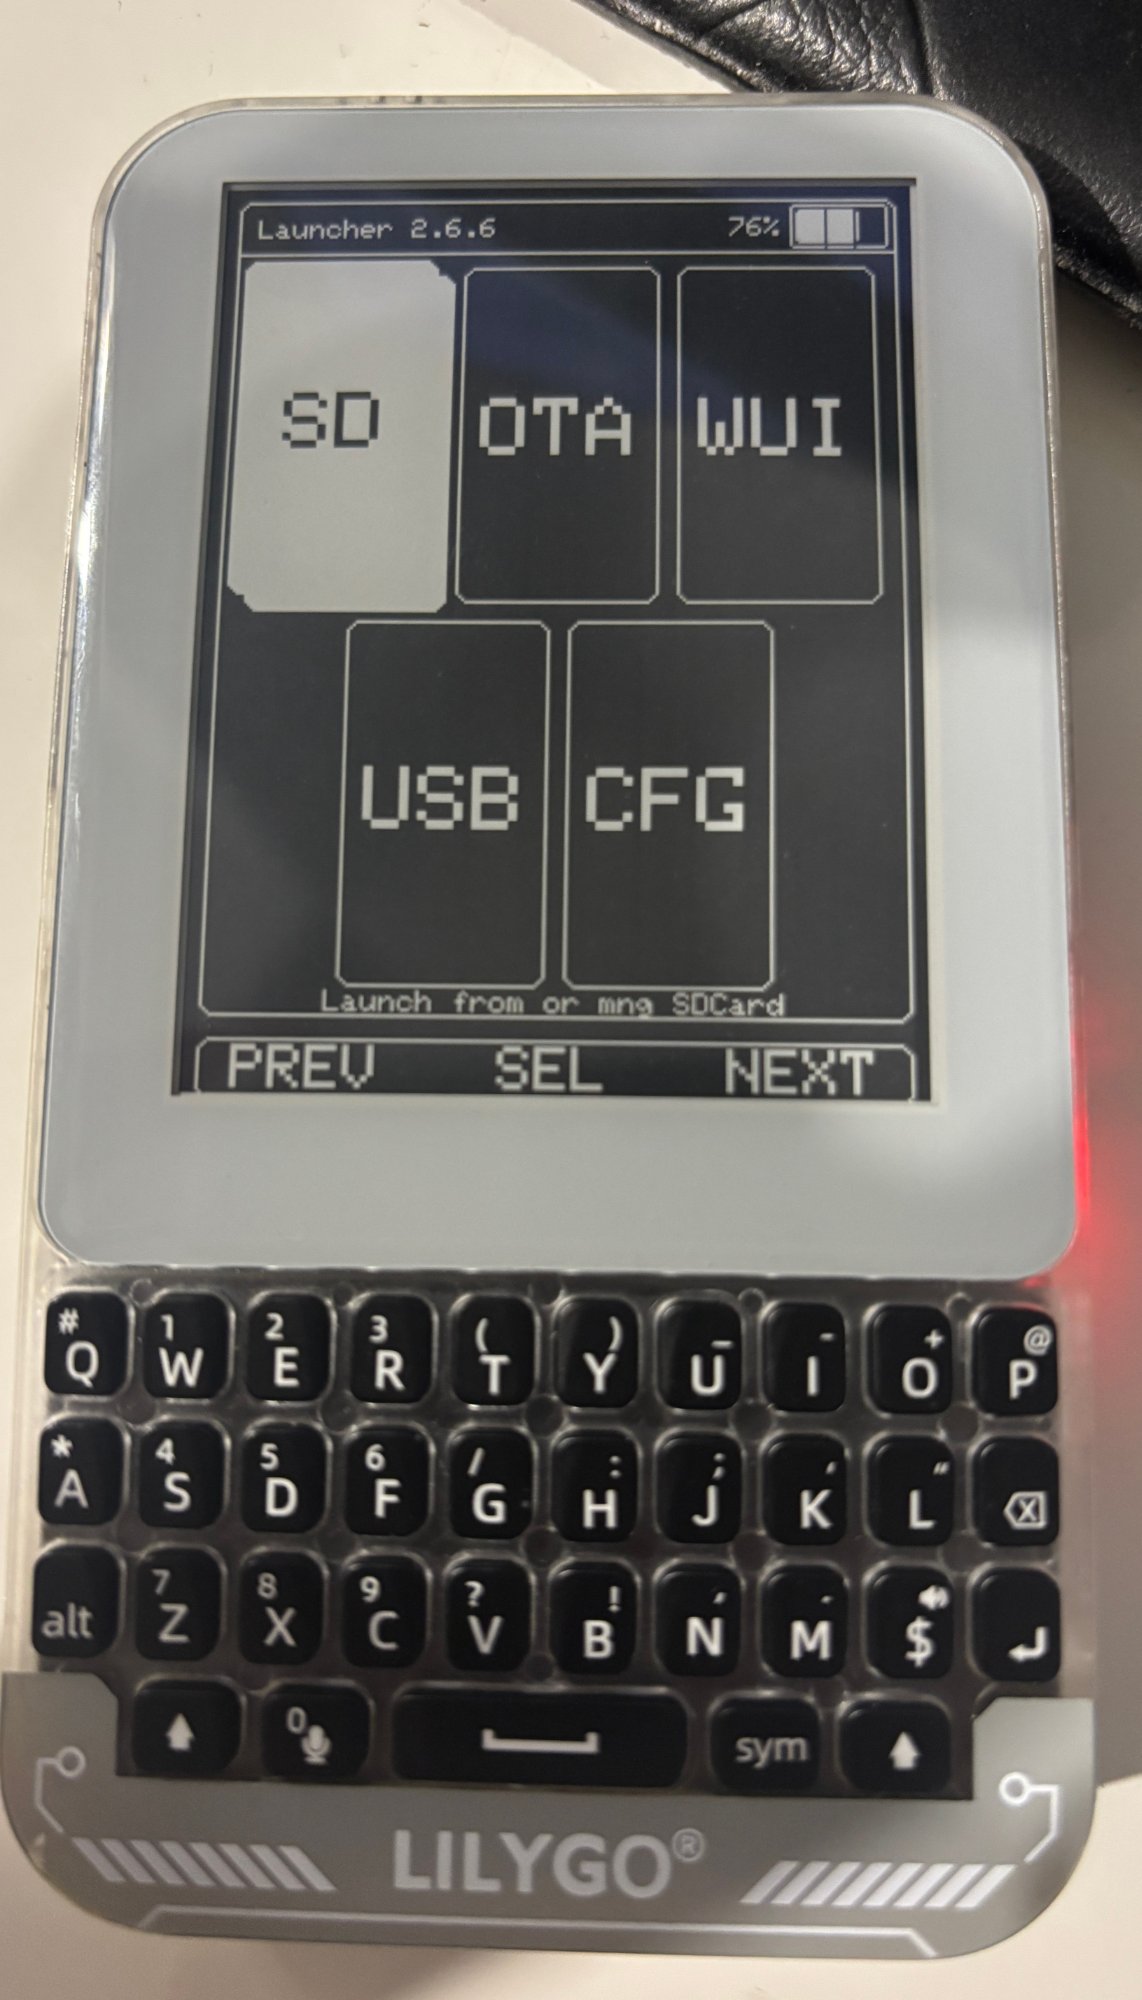 Launcher 2.6.6 76%
SD OTA WUI
USB CFG
Launch from or mng SDCard
PREV SEL NEXT
# 1 2 3 ( ) _ - + @
Q W E R T Y U I O P
* 4 5 6 / : ; ' "
A S D F G H J K L
7 8 9 ? ! , .
alt Z X C V B N M $
0
sym
LILYGO®